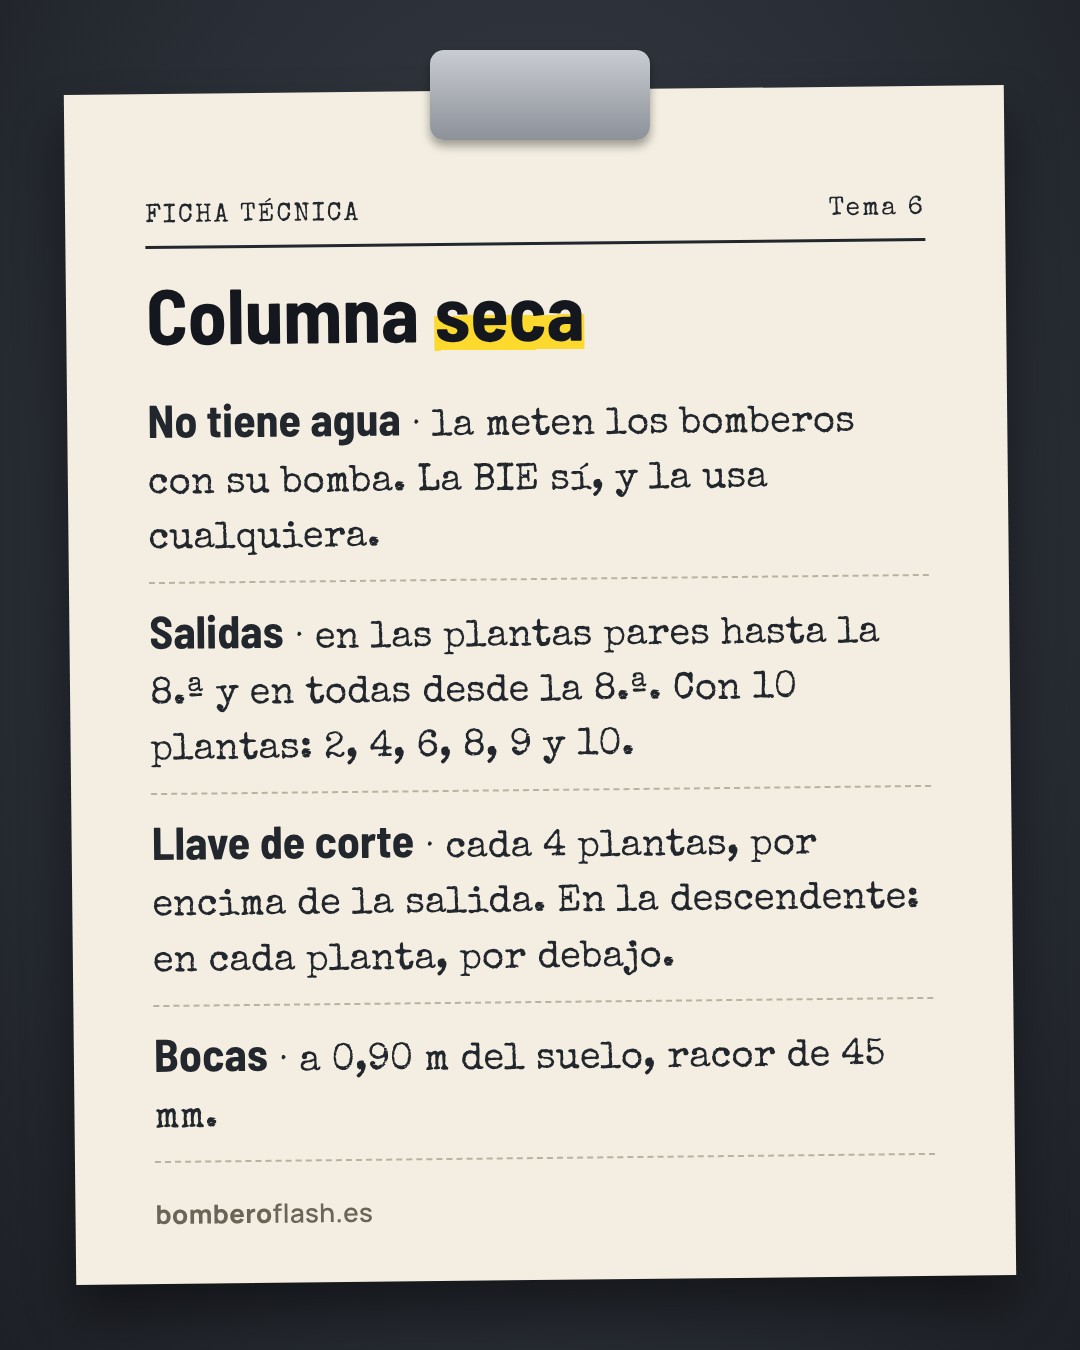 FICHA TÉCNICA
Tema 6
Columna seca
No tiene agua · la meten los bomberos
con su bomba. La BIE sí, y la usa
cualquiera.
Salidas · en las plantas pares hasta la
8.ª y en todas desde la 8.ª. Con 10
plantas: 2, 4, 6, 8, 9 y 10.
Llave de corte · cada 4 plantas, por
encima de la salida. En la descendente:
en cada planta, por debajo.
Bocas · a 0,90 m del suelo, racor de 45
mm.
bomberoflash.es